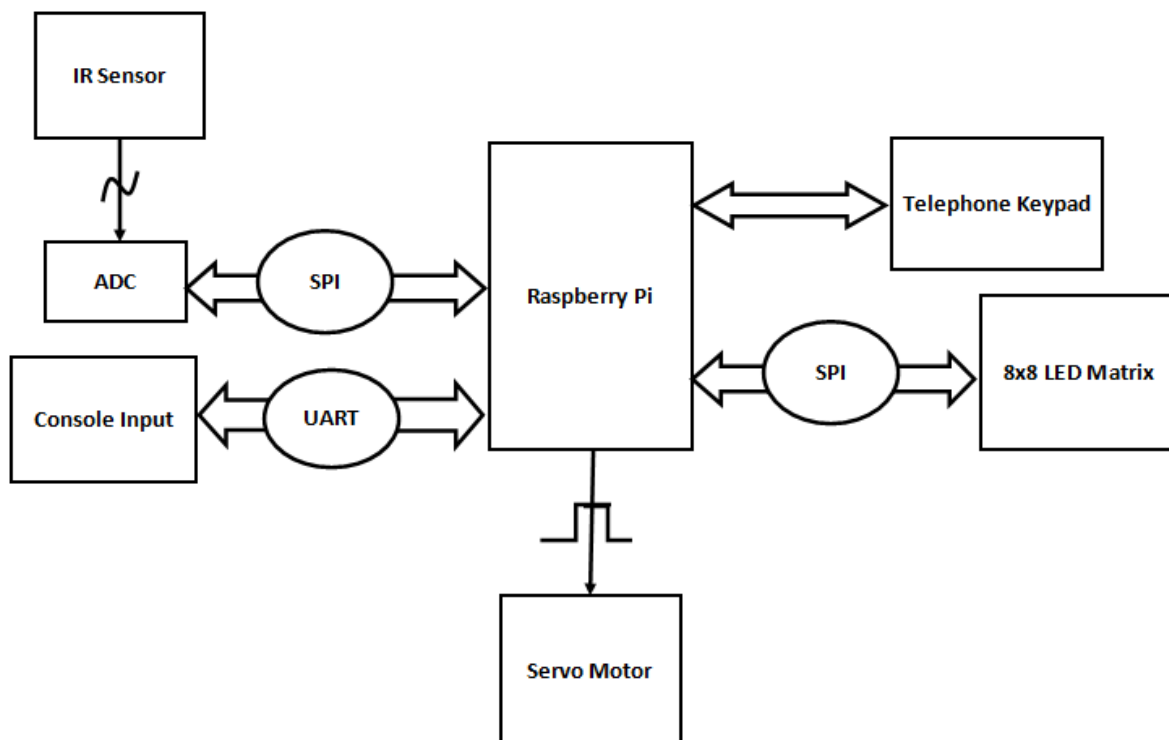 IR Sensor
ADC
SPI
Console Input
UART
Raspberry Pi
Telephone Keypad
SPI
8x8 LED Matrix
Servo Motor